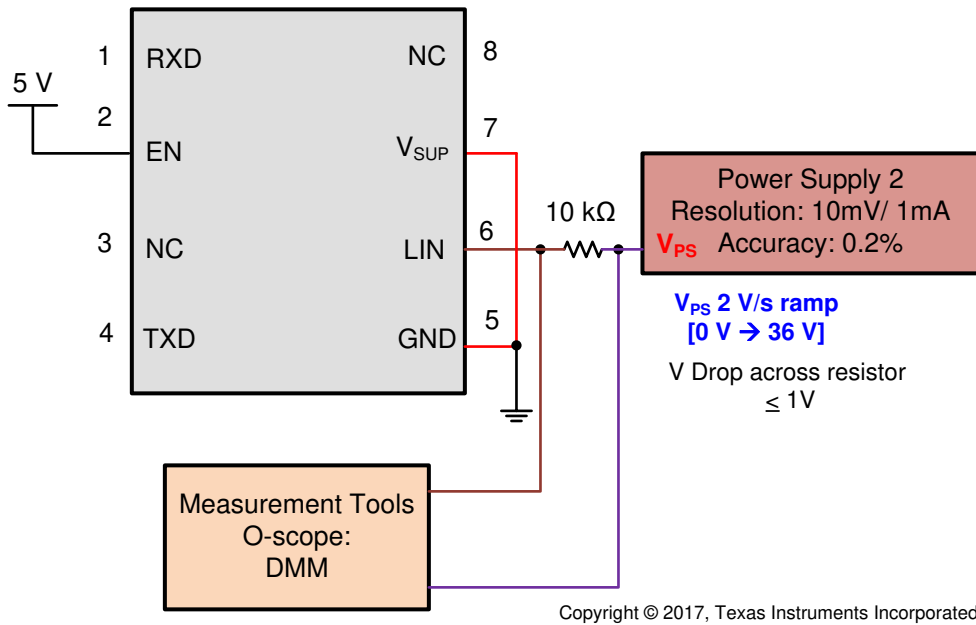 1
RXD
NC
8
5 V
2
EN
7
VSUP
10 kΩ
Power Supply 2
Resolution: 10mV/ 1mA
VPS Accuracy: 0.2%
3
NC
LIN
6
VPS 2 V/s ramp
[0 V → 36 V]
4
TXD
GND
5
V Drop across resistor
≤ 1V
Measurement Tools
O-scope:
DMM
Copyright © 2017, Texas Instruments Incorporated